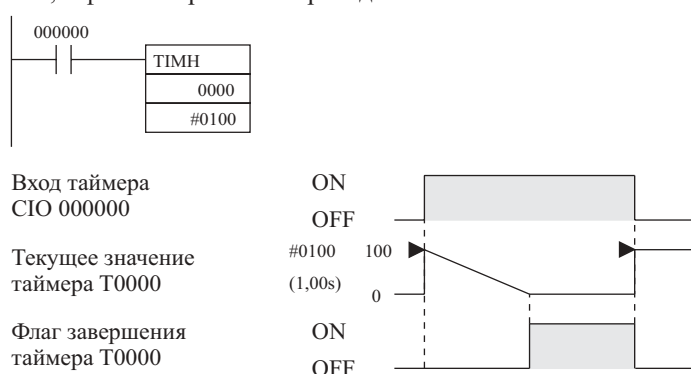 000000
TIMH
0000
#0100
Вход таймера
CIO 000000
ON
OFF
Текущее значение
таймера T0000
#0100
100
(1,00s)
0
Флаг завершения
таймера T0000
ON
OFF